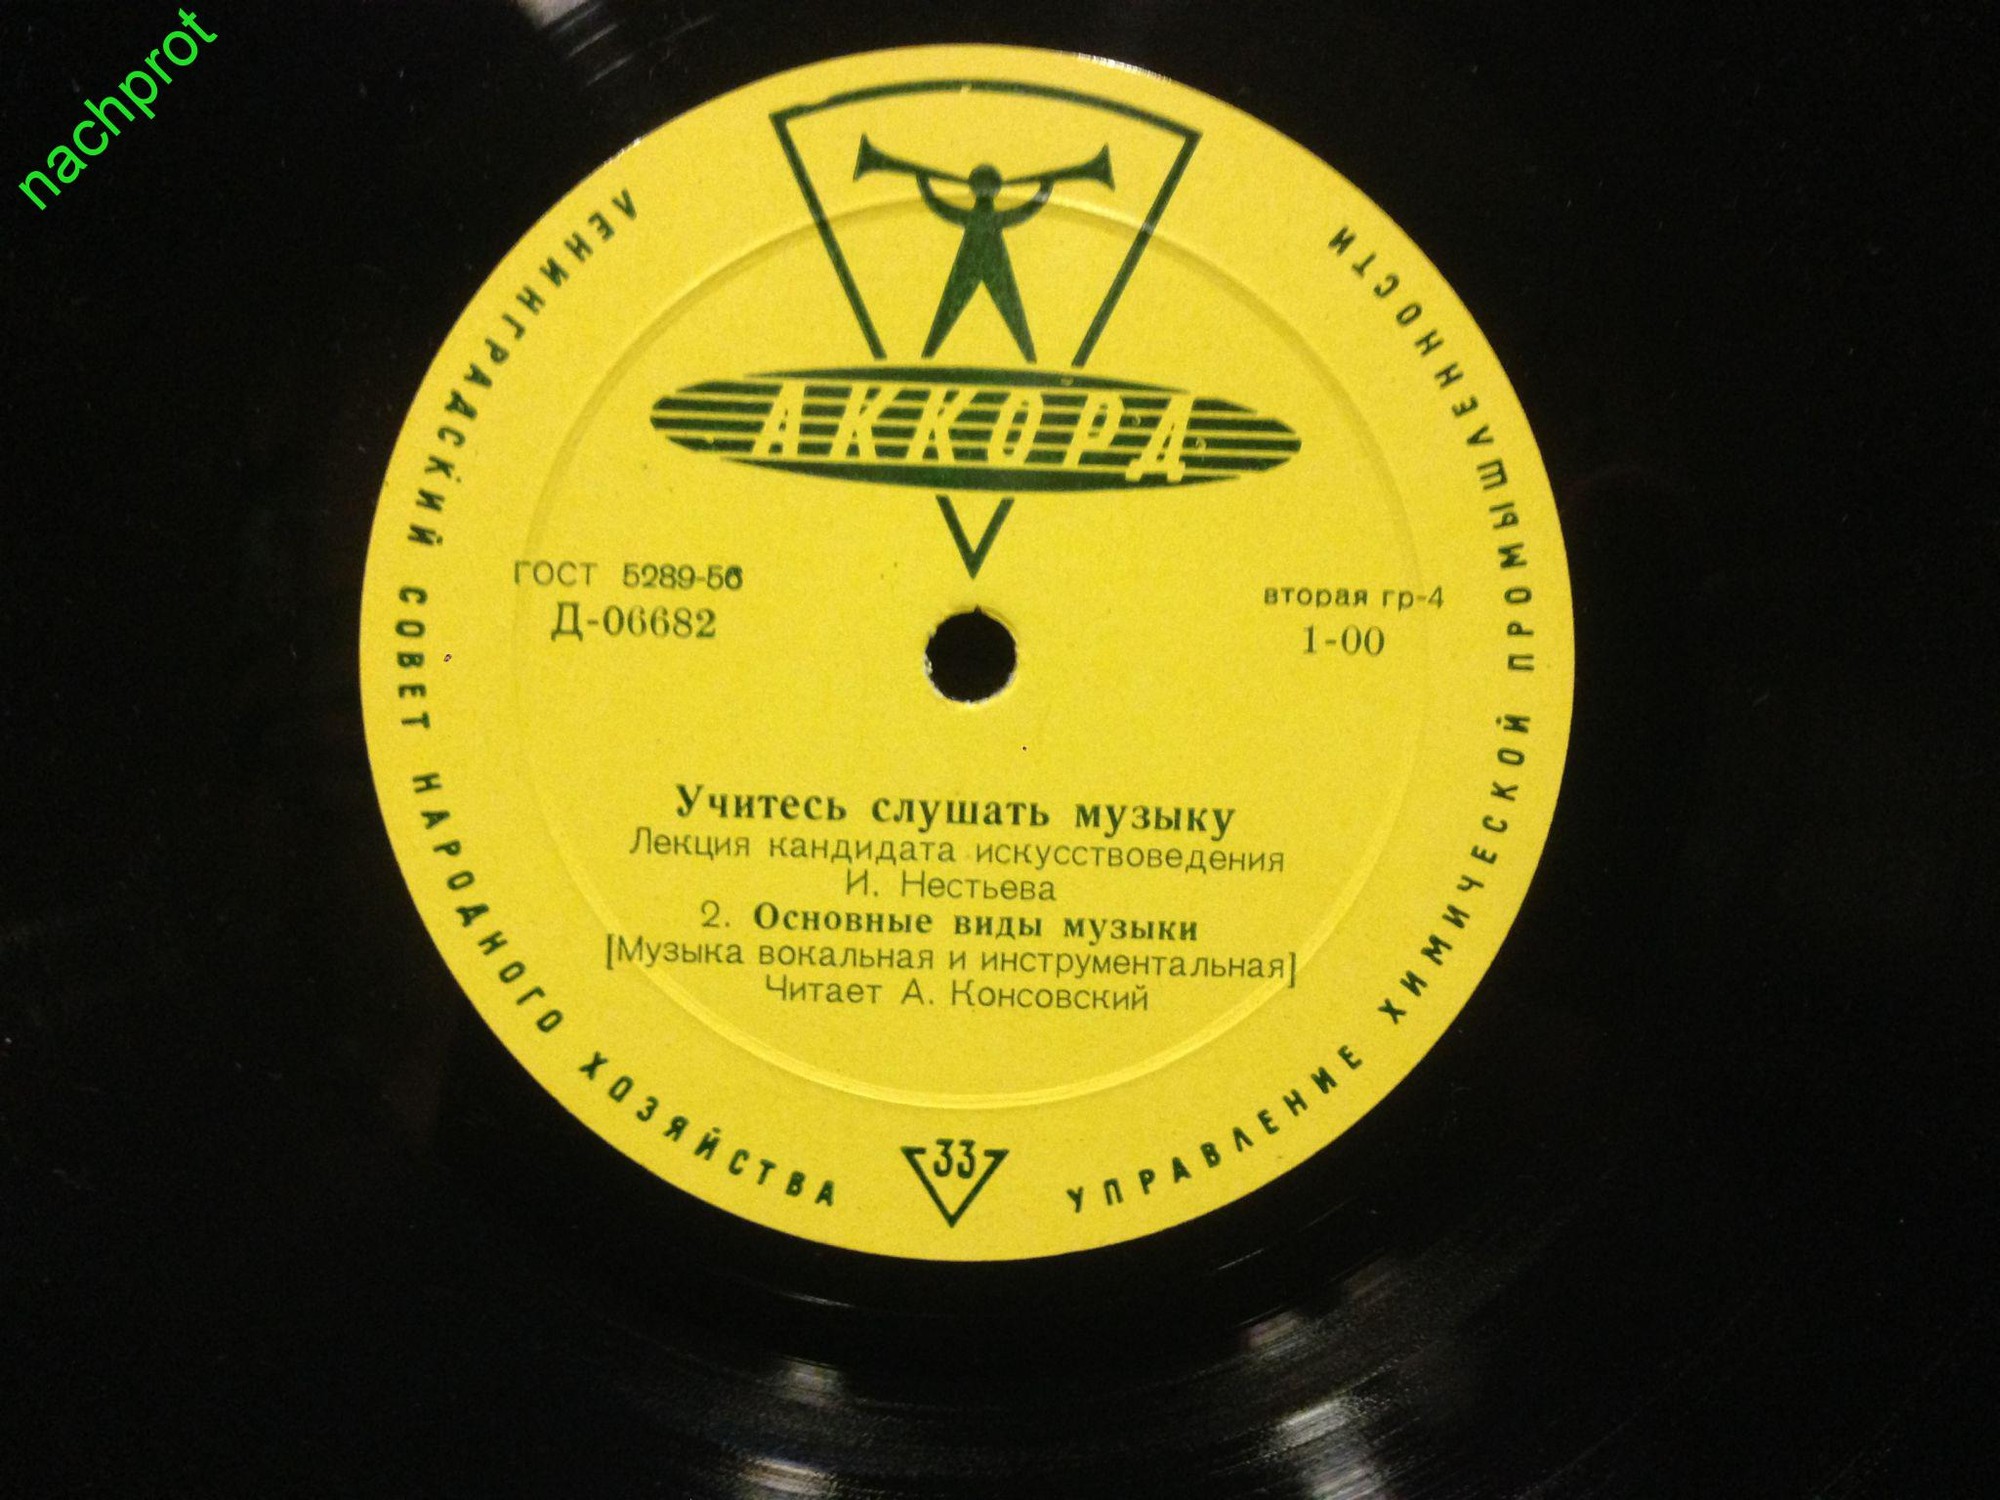 nachprot
АККОРД
ЛЕНИНГРАДСКИЙ СОВЕТ НАРОДНОГО ХОЗЯЙСТВА
УПРАВЛЕНИЕ ХИМИЧЕСКОЙ ПРОМЫШЛЕННОСТИ
ГОСТ 5289-56
Д-06682
вторая гр-4
1-00
Учитесь слушать музыку
Лекция кандидата искусствоведения
И. Нестьева
2. Основные виды музыки
[Музыка вокальная и инструментальная]
Читает А. Консовский
33